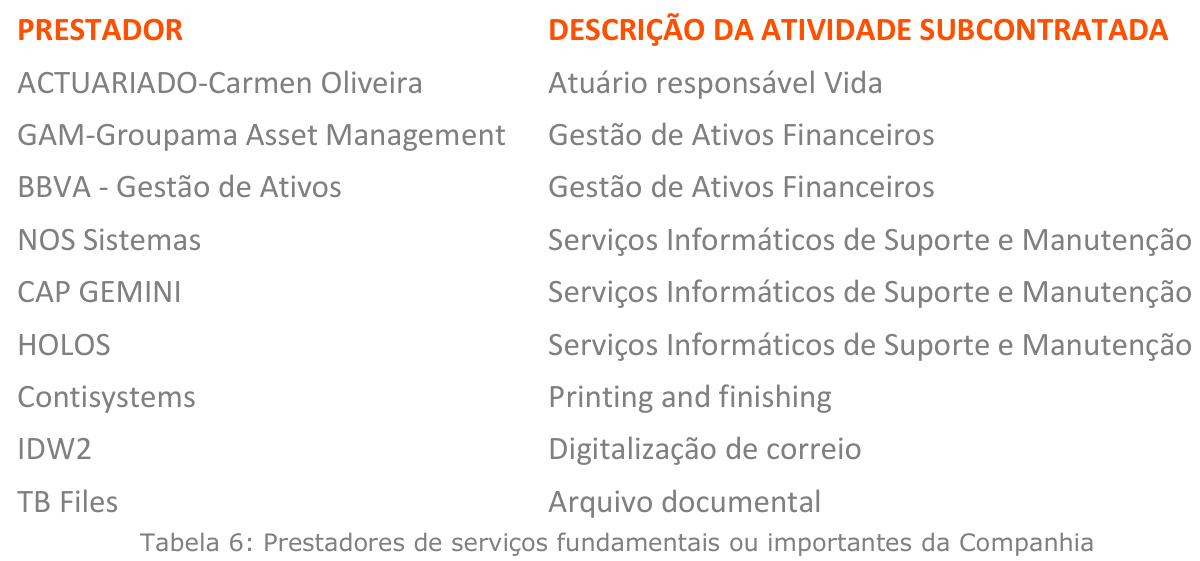 PRESTADOR DESCRIÇÃO DA ATIVIDADE SUBCONTRATADA
ACTUARIADO-Carmen Oliveira Atuário responsável Vida
GAM-Groupama Asset Management Gestão de Ativos Financeiros
BBVA - Gestão de Ativos Gestão de Ativos Financeiros
NOS Sistemas Serviços Informáticos de Suporte e Manutenção
CAP GEMINI Serviços Informáticos de Suporte e Manutenção
HOLOS Serviços Informáticos de Suporte e Manutenção
Contisystems Printing and finishing
IDW2 Digitalização de correio
TB Files Arquivo documental
Tabela 6: Prestadores de serviços fundamentais ou importantes da Companhia